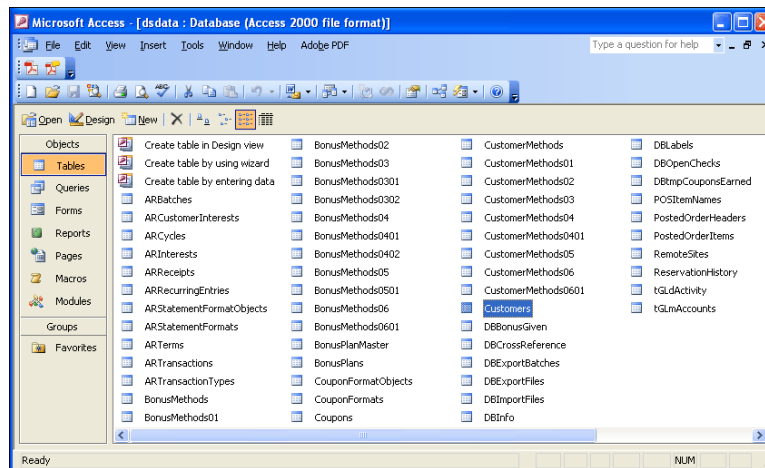 Microsoft Access - [dsdata : Database (Access 2000 file format)]
File Edit View Insert Tools Window Help Adobe PDF
Type a question for help
Open Design New
Objects
Tables
Queries
Forms
Reports
Pages
Macros
Modules
Groups
Favorites
Create table in Design view
Create table by using wizard
Create table by entering data
ARBatches
ARCustomerInterests
ARCycles
ARInterests
ARReceipts
ARRecurringEntries
ARStatementFormatObjects
ARStatementFormats
ARTerms
ARTransactions
ARTransactionTypes
BonusMethods
BonusMethods01
BonusMethods02
BonusMethods03
BonusMethods0301
BonusMethods0302
BonusMethods04
BonusMethods0401
BonusMethods0402
BonusMethods05
BonusMethods0501
BonusMethods06
BonusMethods0601
BonusPlanMaster
BonusPlans
CouponFormatObjects
CouponFormats
Coupons
CustomerMethods
CustomerMethods01
CustomerMethods02
CustomerMethods03
CustomerMethods04
CustomerMethods0401
CustomerMethods05
CustomerMethods06
CustomerMethods0601
Customers
DBBonusGiven
DBCrossReference
DBExportBatches
DBExportFiles
DBImportFiles
DBInfo
DBLabels
DBOpenChecks
DBtmpCouponsEarned
POSItemNames
PostedOrderHeaders
PostedOrderItems
RemoteSites
ReservationHistory
tGLdActivity
tGLmAccounts
Ready
NUM